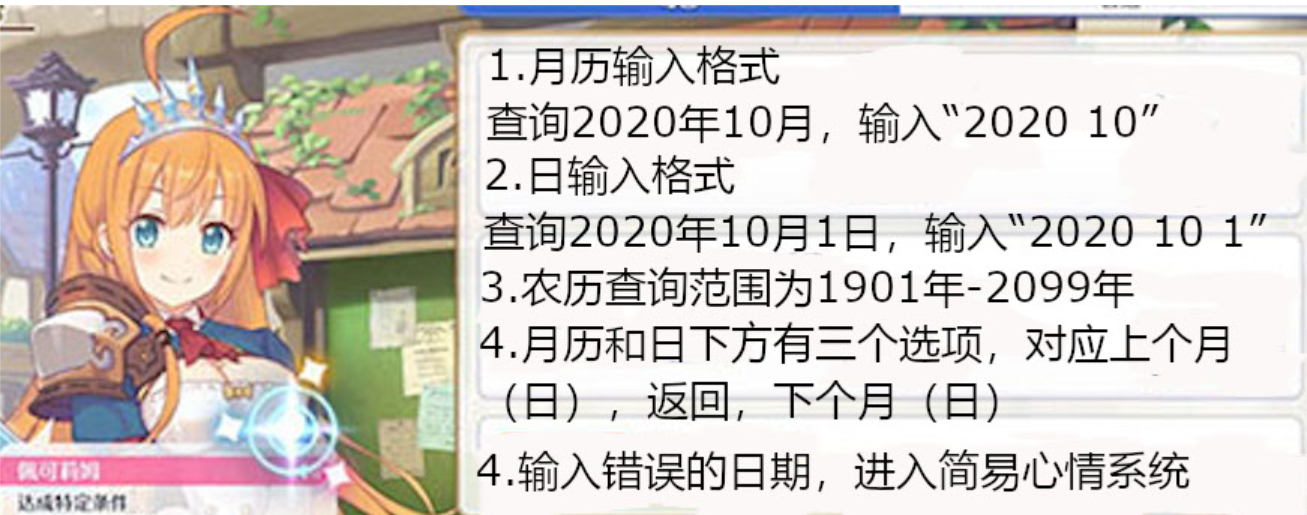 1.月历输入格式
查询2020年10月，输入“2020 10”
2.日输入格式
查询2020年10月1日，输入“2020 10 1”
3.农历查询范围为1901年-2099年
4.月历和日下方有三个选项，对应上个月
（日），返回，下个月（日）
4.输入错误的日期，进入简易心情系统
佩可莉姆
达成特定条件